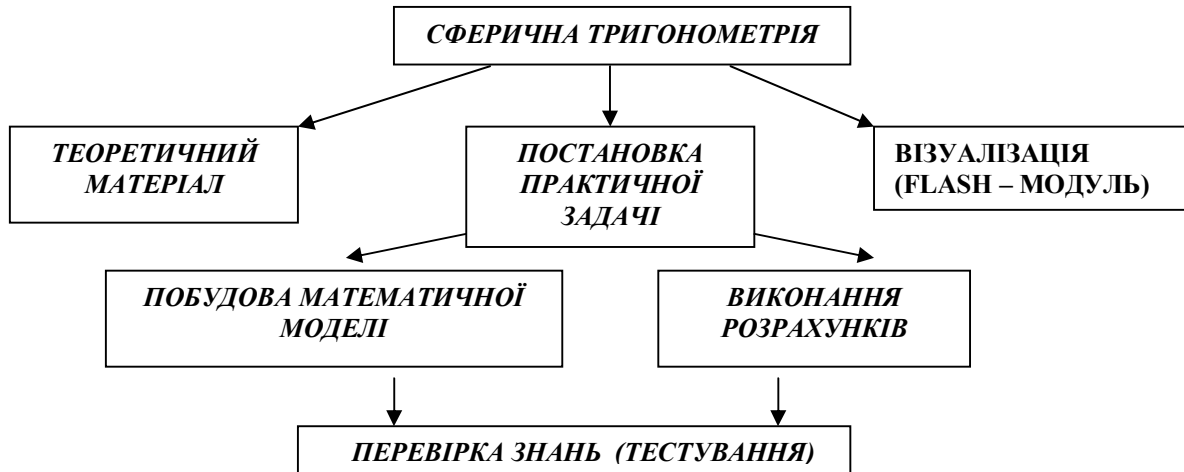 СФЕРИЧНА ТРИГОНОМЕТРІЯ
ТЕОРЕТИЧНИЙ
МАТЕРІАЛ
ПОСТАНОВКА
ПРАКТИЧНОЇ
ЗАДАЧІ
ВІЗУАЛІЗАЦІЯ
(FLASH – МОДУЛЬ)
ПОБУДОВА МАТЕМАТИЧНОЇ
МОДЕЛІ
ВИКОНАННЯ
РОЗРАХУНКІВ
ПЕРЕВІРКА ЗНАНЬ (ТЕСТУВАННЯ)